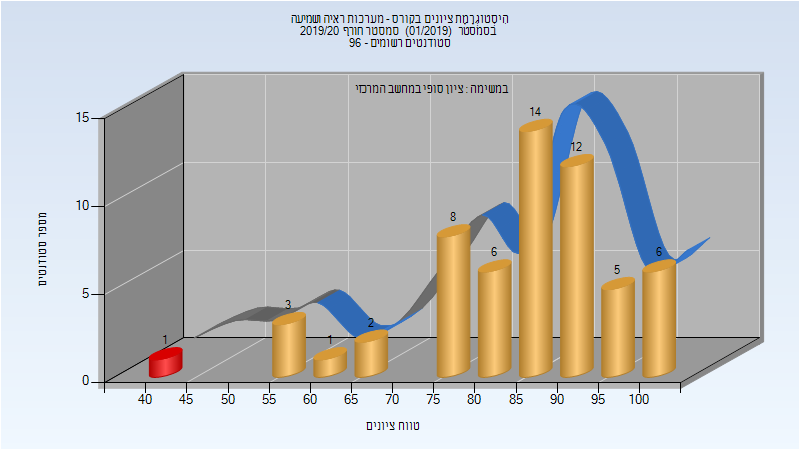 היסטוגרמת ציונים בקורס - מערכות ראיה ושמיעה
בסמסטר (01/2019) סמסטר חורף 2019/20
סטודנטים רשומים - 96
במשימה : ציון סופי במחשב המרכזי
מספר סטודנטים
15
10
5
0
1
3
1
2
8
6
14
12
5
6
40 45 50 55 60 65 70 75 80 85 90 95 100
טווח ציונים